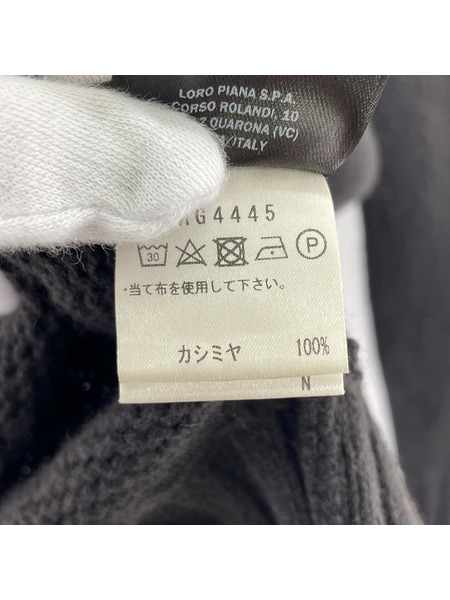 LORO PIANA S.P.A.
CORSO ROLANDI, 10
QUARONA (VC)
ITALY
G4445
30 P
・当て布を使用して下さい。
カシミヤ 100%
N